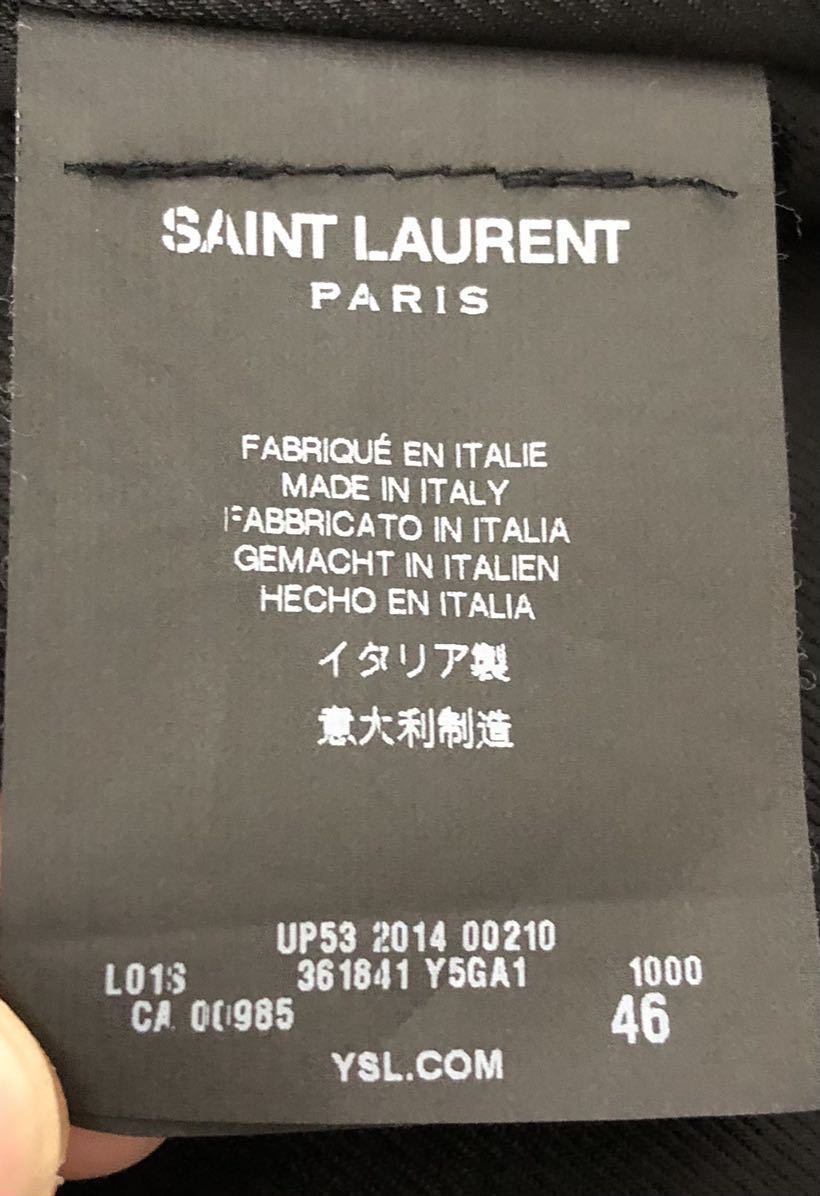 SAINT LAURENT
PARIS
FABRIQUÉ EN ITALIE
MADE IN ITALY
FABBRICATO IN ITALIA
GEMACHT IN ITALIEN
HECHO EN ITALIA
イタリア製
意大利制造
UP53 2014 00210
L01S 361841 Y5GA1 1000
CA 00985 46
YSL.COM